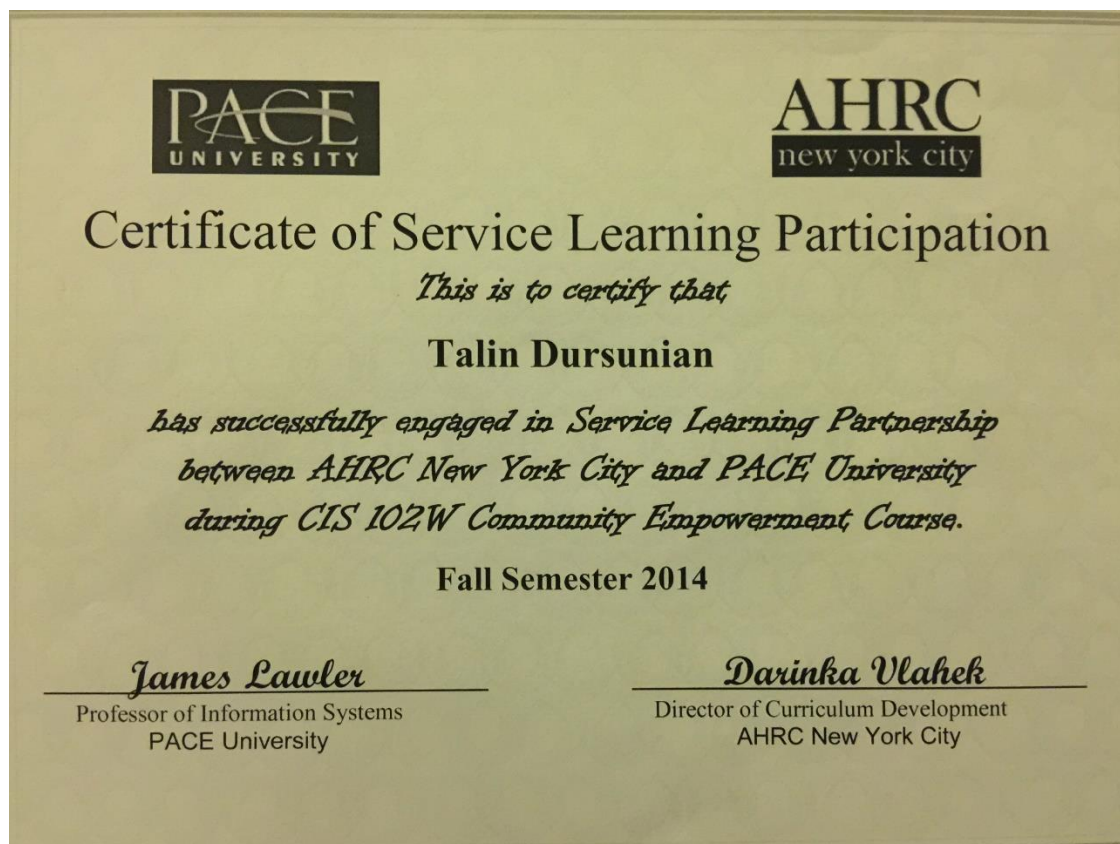 PACE
UNIVERSITY
AHRC
new york city
Certificate of Service Learning Participation
This is to certify that
Talin Dursunian
has successfully engaged in Service Learning Partnership
between AHRC New York City and PACE University
during CIS 102W Community Empowerment Course.
Fall Semester 2014
James Lawler
Professor of Information Systems
PACE University
Darinka Vlahek
Director of Curriculum Development
AHRC New York City